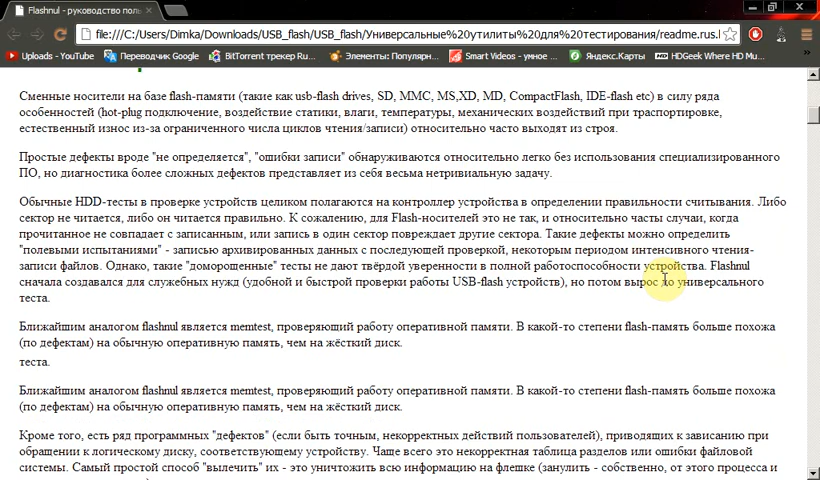 Flashnul - руководство поль
file:///C:/Users/Dimka/Downloads/USB_flash/USB_flash/Универсальные%20утилиты%20для%20тестирования/readme.rus.
Uploads - YouTube Переводчик Google BitTorrent трекер Ru... Элементы: Популярн... Smart Videos - умное ... Яндекс.Карты HDGeek Where HD MU...
Сменные носители на базе flash-памяти (такие как usb-flash drives, SD, MMC, MS,XD, MD, CompactFlash, IDE-flash etc) в силу ряда
особенностей (hot-plug подключение, воздействие статики, влаги, температуры, механических воздействий при траспортировке,
естественный износ из-за ограниченного числа циклов чтения/записи) относительно часто выходят из строя.
Простые дефекты вроде "не определяется", "ошибки записи" обнаруживаются относительно легко без использования специализированного
ПО, но диагностика более сложных дефектов представляет из себя весьма нетривиальную задачу.
Обычные HDD-тесты в проверке устройств целиком полагаются на контроллер устройства в определении правильности считывания. Либо
сектор не читается, либо он читается правильно. К сожалению, для Flash-носителей это не так, и относительно часты случаи, когда
прочитанное не совпадает с записанным, или запись в один сектор повреждает другие сектора. Такие дефекты можно определить
"полевыми испытаниями" - записью архивированных данных с последующей проверкой, некоторым периодом интенсивного чтения-
записи файлов. Однако, такие "доморощенные" тесты не дают твёрдой уверенности в полной работоспособности устройства. Flashnul
сначала создавался для служебных нужд (удобной и быстрой проверки работы USB-flash устройств), но потом вырос до универсального
теста.
Ближайшим аналогом flashnul является memtest, проверяющий работу оперативной памяти. В какой-то степени flash-память больше похожа
(по дефектам) на обычную оперативную память, чем на жёсткий диск.
теста.
Ближайшим аналогом flashnul является memtest, проверяющий работу оперативной памяти. В какой-то степени flash-память больше похожа
(по дефектам) на обычную оперативную память, чем на жёсткий диск.
Кроме того, есть ряд программных "дефектов" (если быть точным, некорректных действий пользователей), приводящих к зависанию при
обращении к логическому диску, соответствующему устройству. Чаще всего это некорректная таблица разделов или ошибки файловой
системы. Самый простой способ "вылечить" их - это уничтожить всю информацию на флешке (занулить - собственно, от этого процесса и